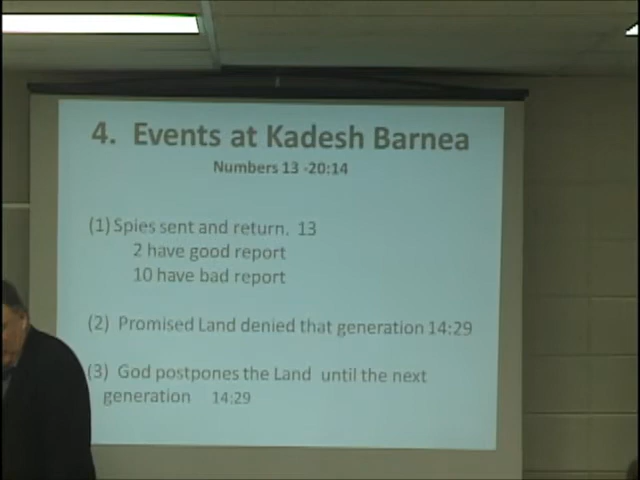 4. Events at Kadesh Barnea
Numbers 13 -20:14
(1) Spies sent and return. 13
2 have good report
10 have bad report
(2) Promised Land denied that generation 14:29
(3) God postpones the Land until the next
generation 14:29